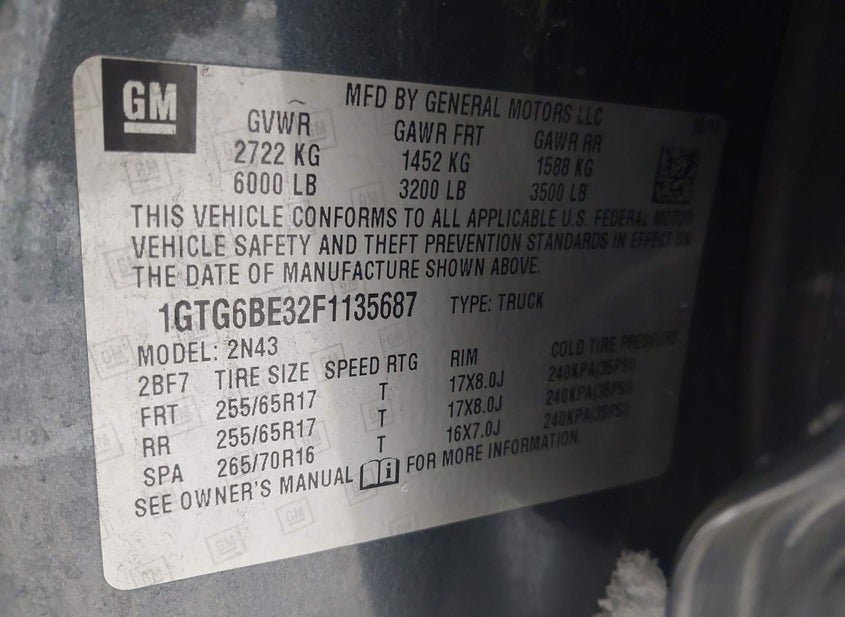 GM
MFD BY GENERAL MOTORS LLC
GVWR GAWR FRT GAWR RR
2722 KG 1452 KG 1588 KG
6000 LB 3200 LB 3500 LB
THIS VEHICLE CONFORMS TO ALL APPLICABLE U.S. FEDERAL MOTOR
VEHICLE SAFETY AND THEFT PREVENTION STANDARDS IN EFFECT ON
THE DATE OF MANUFACTURE SHOWN ABOVE.
1GTG6BE32F1135687 TYPE: TRUCK
MODEL: 2N43
2BF7 TIRE SIZE SPEED RTG RIM COLD TIRE PRESSURE
FRT 255/65R17 T 17X8.0J 240KPA(35PSI)
RR 255/65R17 T 17X8.0J 240KPA(35PSI)
SPA 265/70R16 T 16X7.0J 240KPA(35PSI)
SEE OWNER'S MANUAL i FOR MORE INFORMATION